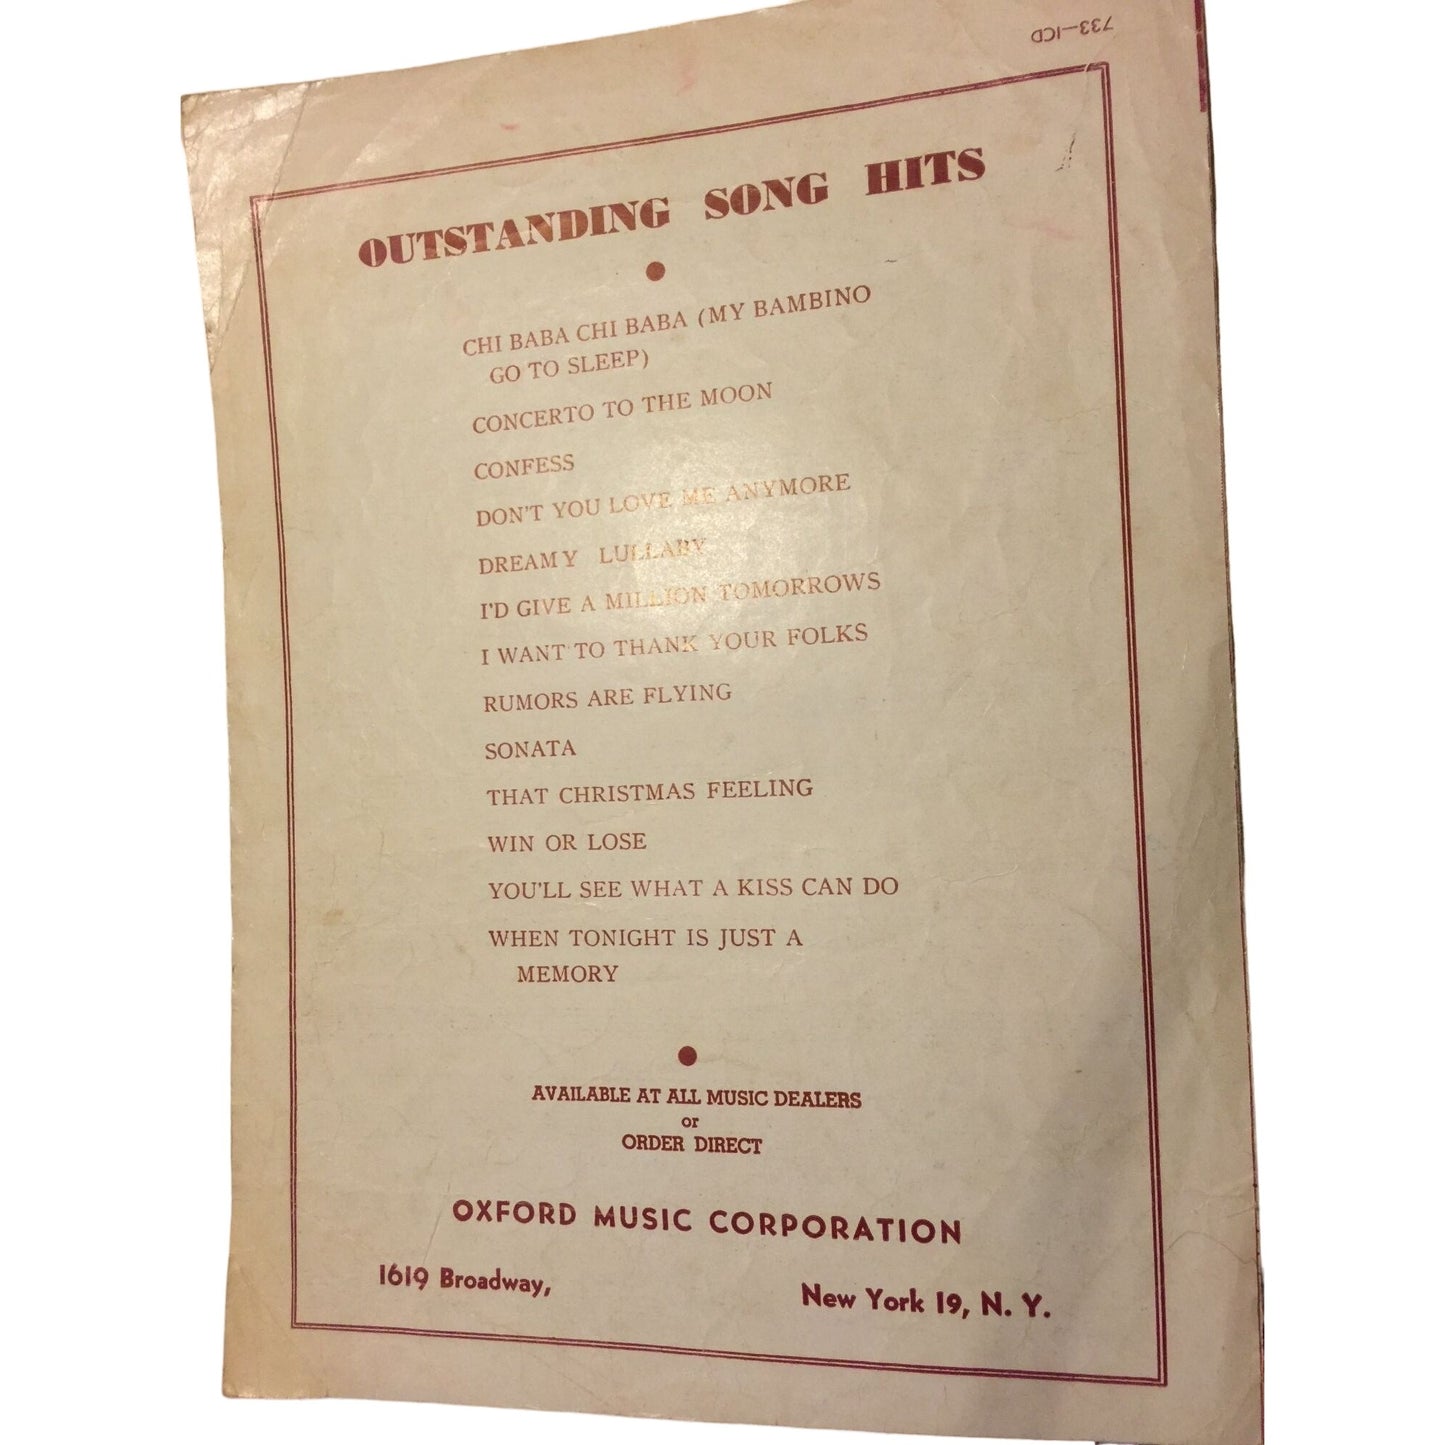 733-ICD
OUTSTANDING SONG HITS
CHI BABA CHI BABA (MY BAMBINO
GO TO SLEEP)
CONCERTO TO THE MOON
CONFESS
DON'T YOU LOVE ME ANYMORE
DREAMY LULLABY
I'D GIVE A MILLION TOMORROWS
I WANT TO THANK YOUR FOLKS
RUMORS ARE FLYING
SONATA
THAT CHRISTMAS FEELING
WIN OR LOSE
YOU'LL SEE WHAT A KISS CAN DO
WHEN TONIGHT IS JUST A
MEMORY
AVAILABLE AT ALL MUSIC DEALERS
or
ORDER DIRECT
OXFORD MUSIC CORPORATION
1619 Broadway, New York 19, N. Y.